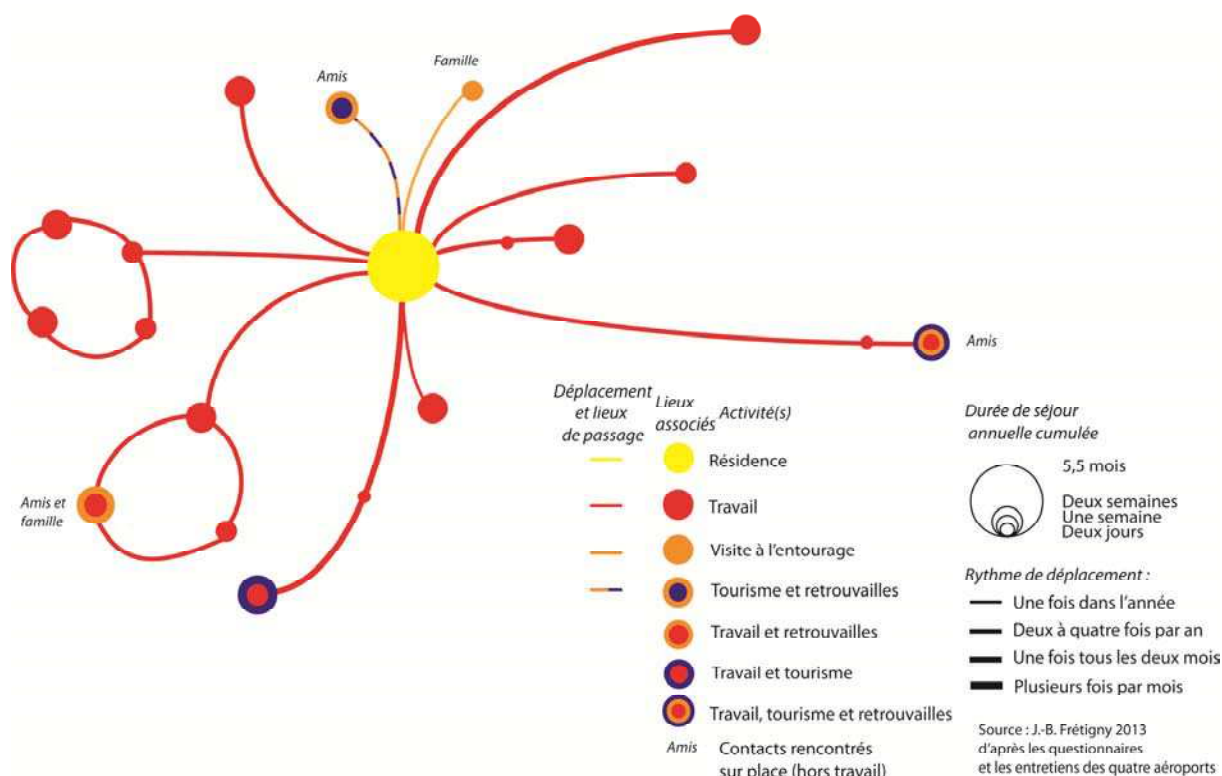 Famille
Amis
Amis
Amis et
famille
Déplacement
et lieux
de passage
Lieux
associés
Activité(s)
Résidence
Travail
Visite à l'entourage
Tourisme et retrouvailles
Travail et retrouvailles
Travail et tourisme
Travail, tourisme et retrouvailles
Amis
Contacts rencontrés
sur place (hors travail)
Durée de séjour
annuelle cumulée
5,5 mois
Deux semaines
Une semaine
Deux jours
Rythme de déplacement :
Une fois dans l'année
Deux à quatre fois par an
Une fois tous les deux mois
Plusieurs fois par mois
Source : J.-B. Frétigny 2013
d'après les questionnaires
et les entretiens des quatre aéroports